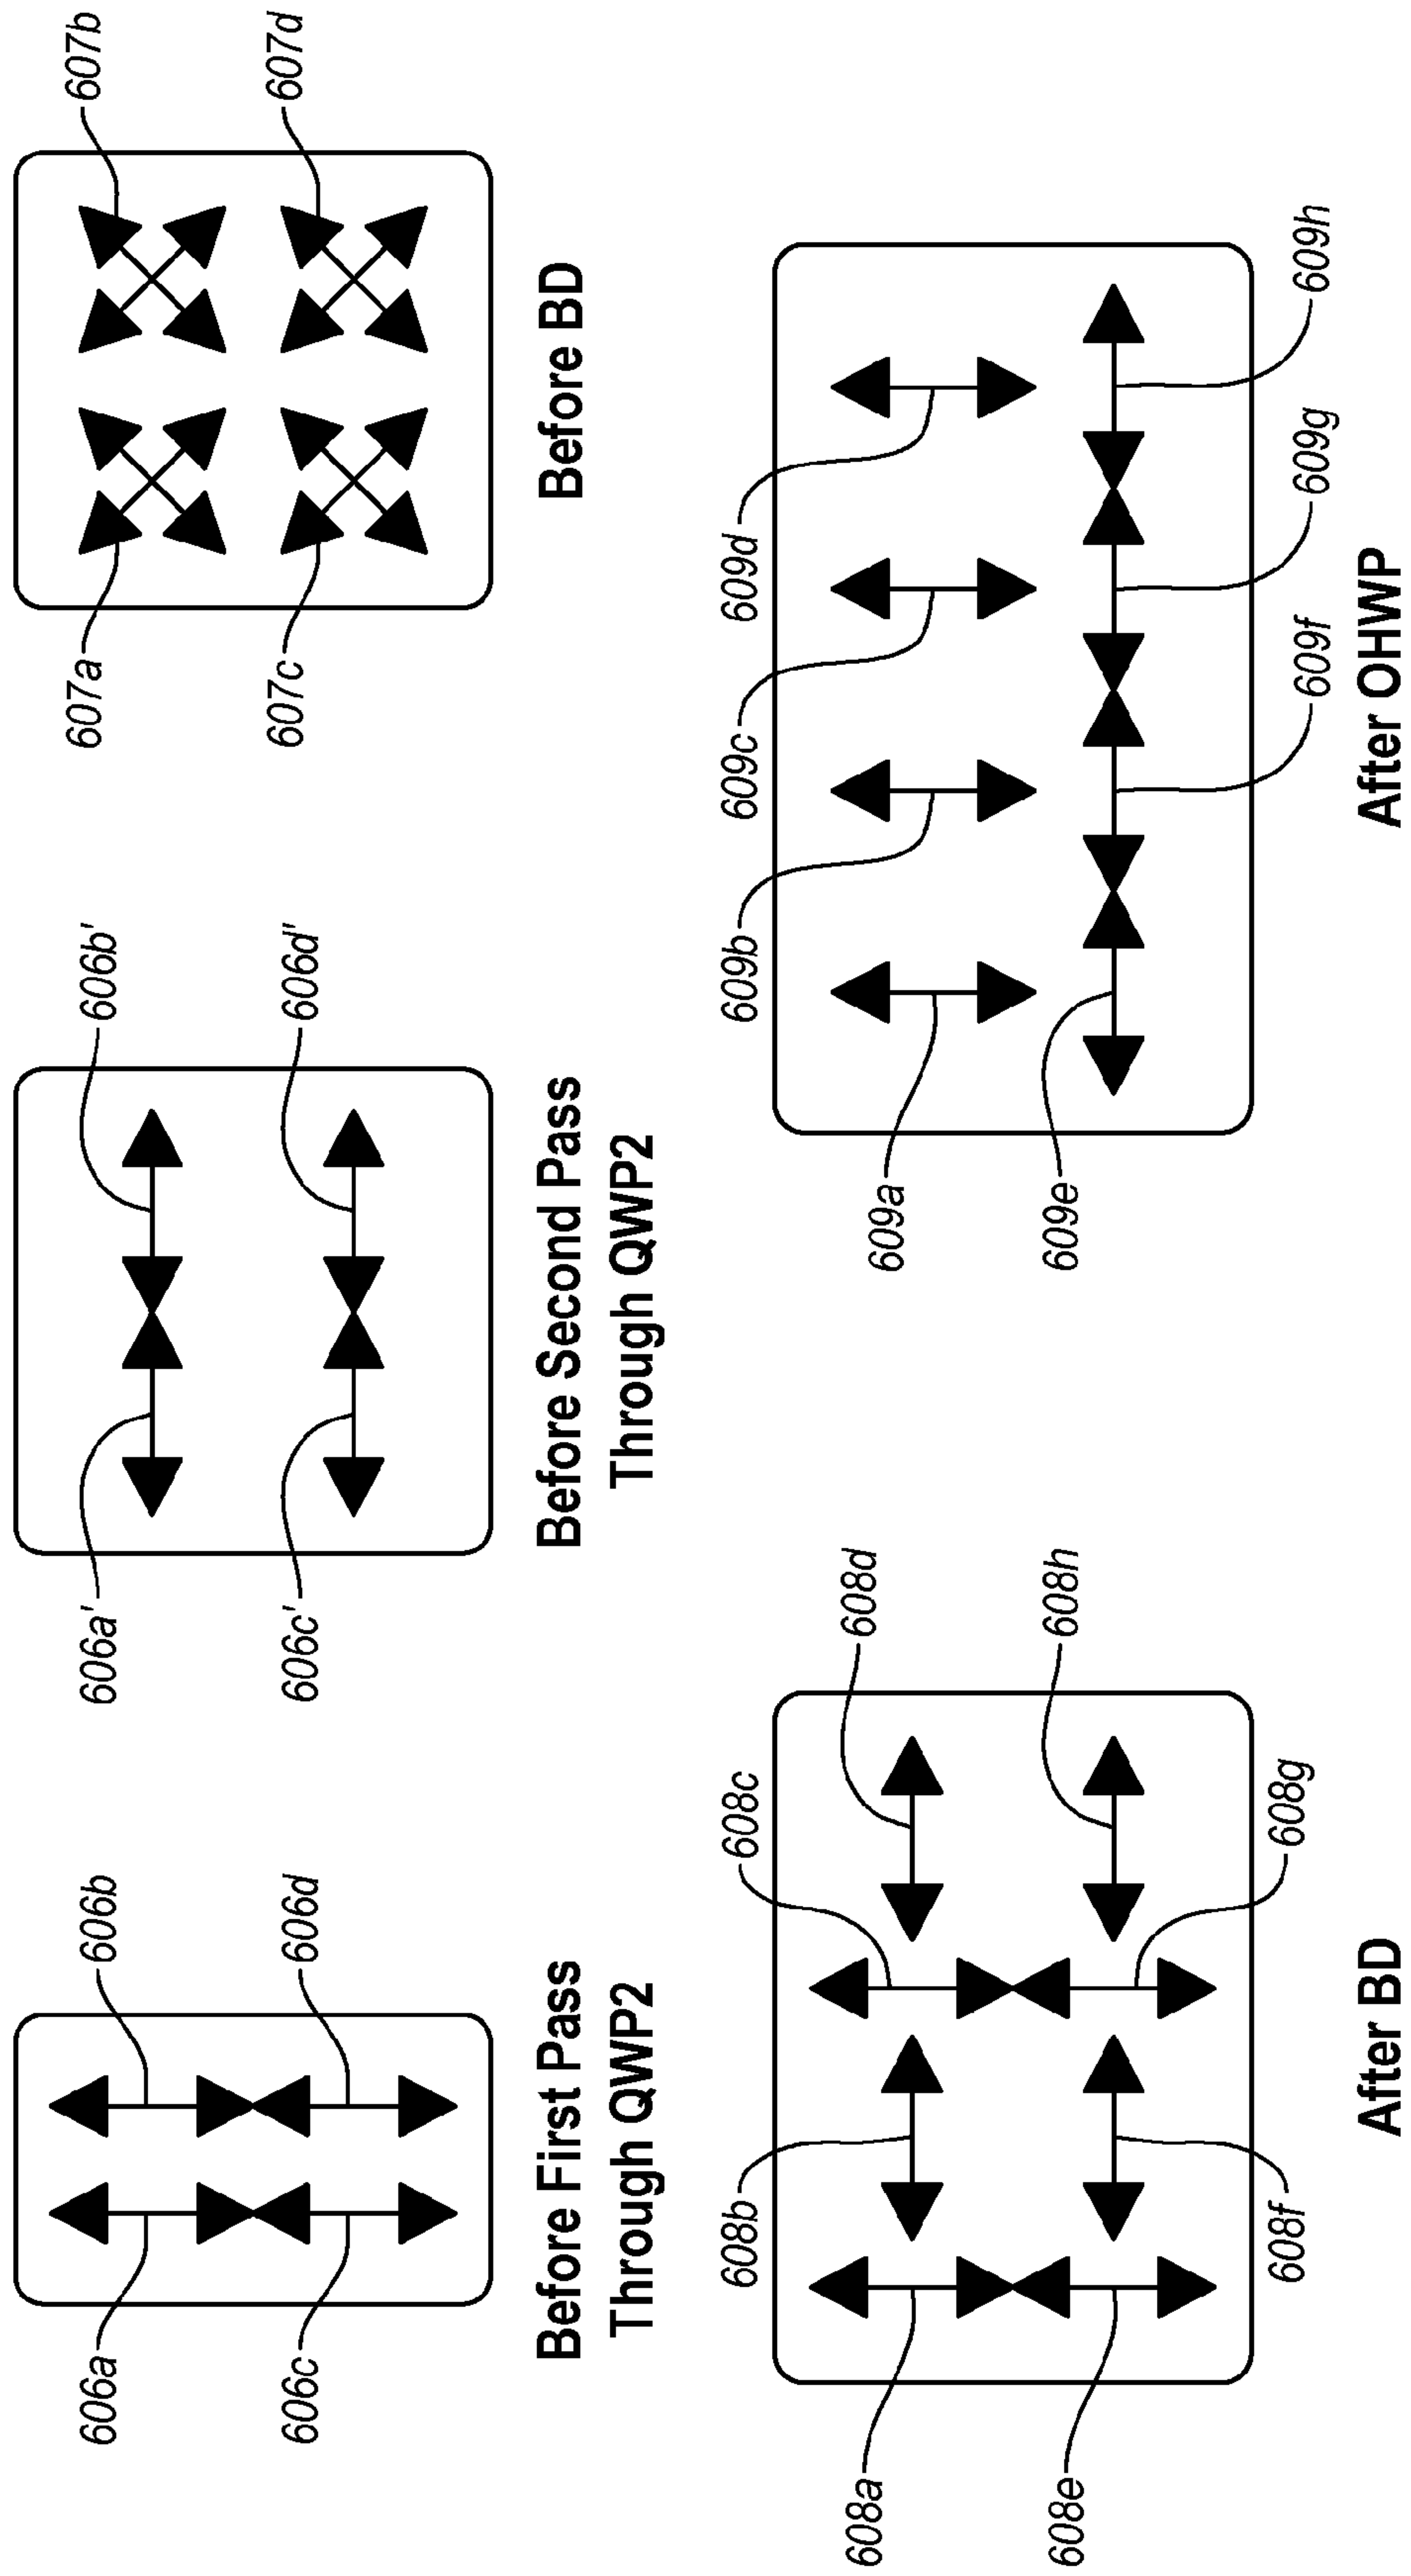 606a
606b
606c
606d
Before First Pass
Through QWP2
606a'
606b'
606c'
606d'
Before Second Pass
Through QWP2
607a
607b
607c
607d
Before BD
608a
608b
608c
608d
608e
608f
608g
608h
After BD
609a
609b
609c
609d
609e
609f
609g
609h
After OHWP